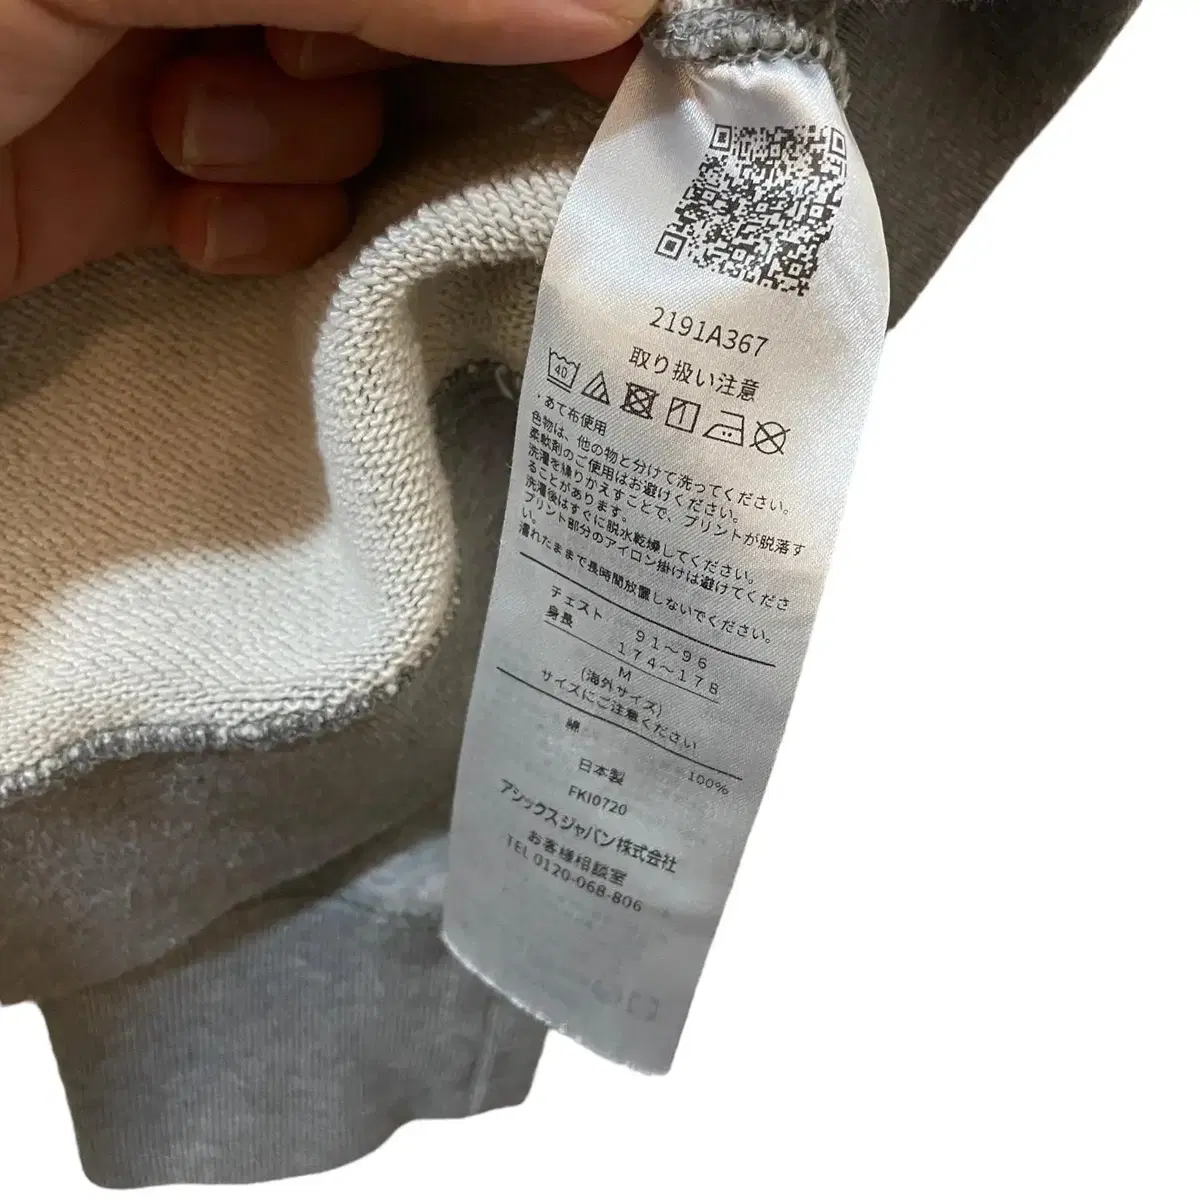 2191A367
取り扱い注意
40
・あて布使用
色物は、他の物と分けて洗ってください。
柔軟剤のご使用はお避けください。
洗濯を繰りかえすことで、プリントが脱落す
ることがあります。
洗濯後はすぐに脱水乾燥してください。
プリント部分のアイロン掛けは避けてくださ
い。
濡れたままで長時間放置しないでください。
チェスト 91～96
身長 174～178
M
(海外サイズ)
サイズにご注意ください
綿 100%
日本製
FKI0720
アシックスジャパン株式会社
お客様相談室
TEL 0120-068-806